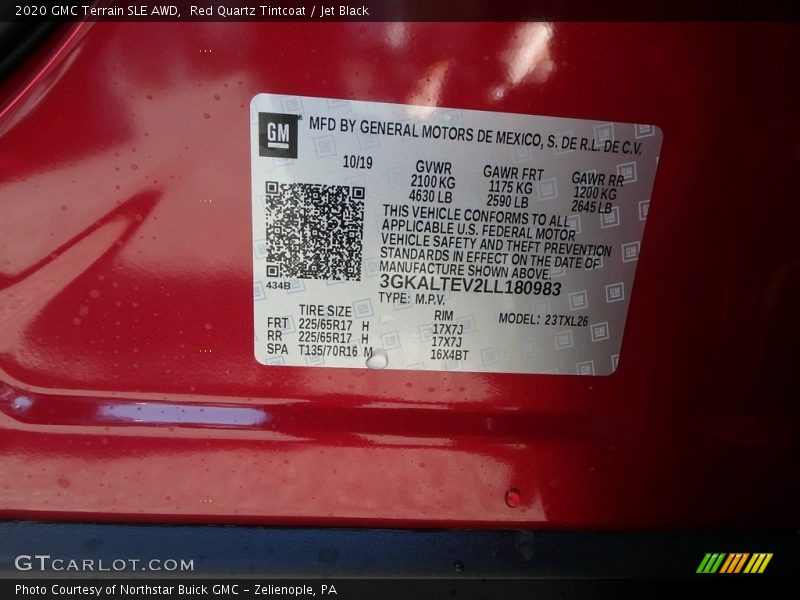 2020 GMC Terrain SLE AWD,  Red Quartz Tintcoat / Jet Black
GM
MFD BY GENERAL MOTORS DE MEXICO, S. DE R.L. DE C.V.
10/19 GVWR GAWR FRT GAWR RR
2100 KG 1175 KG 1200 KG
4630 LB 2590 LB 2645 LB
THIS VEHICLE CONFORMS TO ALL
APPLICABLE U.S. FEDERAL MOTOR
VEHICLE SAFETY AND THEFT PREVENTION
STANDARDS IN EFFECT ON THE DATE OF
MANUFACTURE SHOWN ABOVE.
434B
3GKALTEV2LL180983
TYPE: M.P.V.
TIRE SIZE RIM MODEL: 23TXL26
FRT 225/65R17 H 17X7J
RR 225/65R17 H 17X7J
SPA T135/70R16 M 16X4BT
GTCARLOT.COM
Photo Courtesy of Northstar Buick GMC - Zelienople, PA